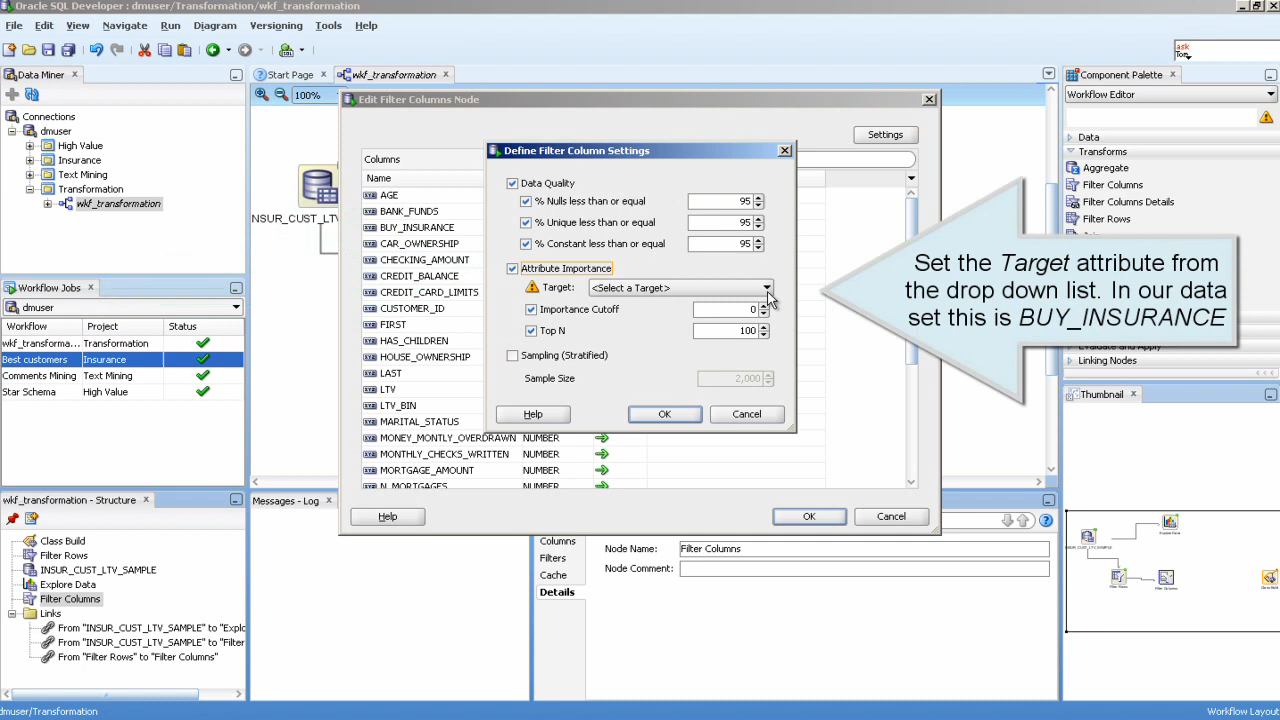 Oracle SQL Developer : dmuser/Transformation/wkf_transformation
File Edit View Navigate Run Diagram Versioning Tools Help
ask
Tom
Data Miner
Start Page
wkf_transformation
Component Palette
100%
Workflow Editor
Connections
dmuser
High Value
Insurance
Text Mining
Transformation
wkf_transformation
INSUR_CUST_LTV
Edit Filter Columns Node
Settings
Columns
Name
AGE
BANK_FUNDS
BUY_INSURANCE
CAR_OWNERSHIP
CHECKING_AMOUNT
CREDIT_BALANCE
CREDIT_CARD_LIMITS
CUSTOMER_ID
FIRST
HAS_CHILDREN
HOUSE_OWNERSHIP
LAST
LTV
LTV_BIN
MARITAL_STATUS
MONEY_MONTLY_OVERDRAWN NUMBER
MONTHLY_CHECKS_WRITTEN NUMBER
MORTGAGE_AMOUNT NUMBER
N_MORTGAGES NUMBER
Help
OK
Cancel
Define Filter Column Settings
Data Quality
% Nulls less than or equal 95
% Unique less than or equal 95
% Constant less than or equal 95
Attribute Importance
Target: <Select a Target>
Importance Cutoff 0
Top N 100
Sampling (Stratified)
Sample Size 2,000
Help
OK
Cancel
Set the Target attribute from
the drop down list. In our data
set this is BUY_INSURANCE
Data
Transforms
Aggregate
Filter Columns
Filter Columns Details
Filter Rows
Evaluate and Apply
Linking Nodes
Thumbnail
Workflow Jobs
dmuser
Workflow Project Status
wkf_transforma... Transformation
Best customers Insurance
Comments Mining Text Mining
Star Schema High Value
wkf_transformation - Structure
Class Build
Filter Rows
INSUR_CUST_LTV_SAMPLE
Explore Data
Filter Columns
Links
From "INSUR_CUST_LTV_SAMPLE" to "Explo
From "INSUR_CUST_LTV_SAMPLE" to "Filter
From "Filter Rows" to "Filter Columns"
Messages - Log
Columns
Filters
Cache
Details
Node Name: Filter Columns
Node Comment:
dmuser/Transformation
Workflow Layout